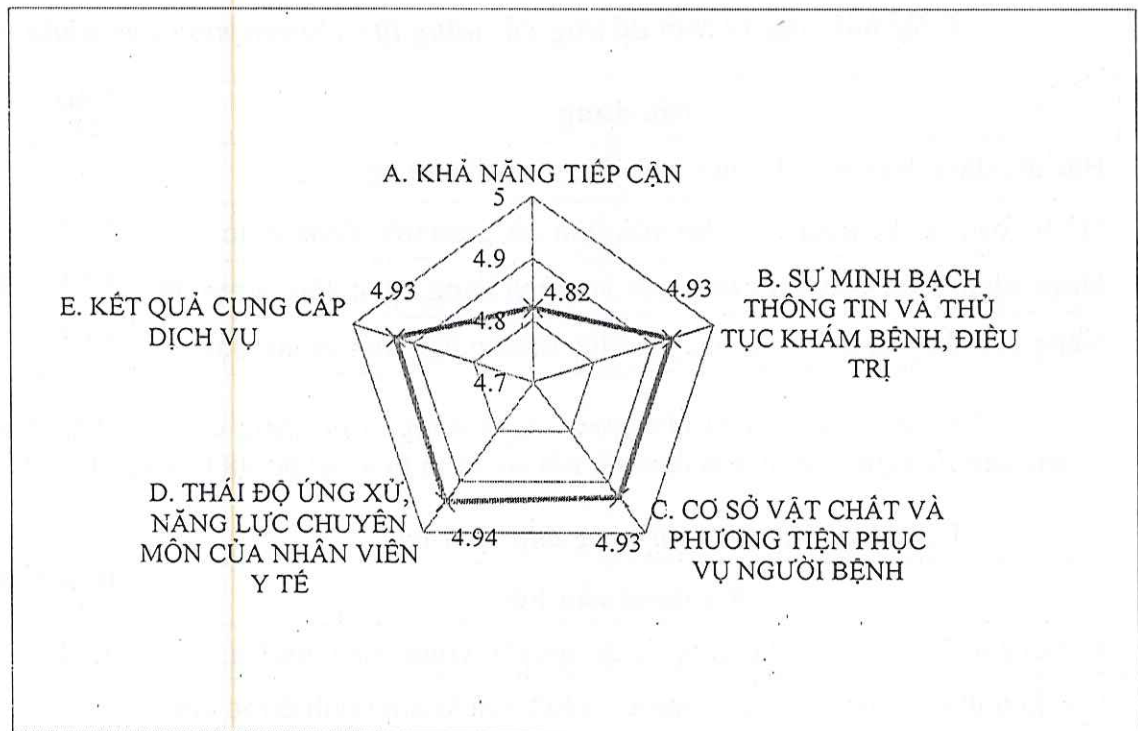 A. KHẢ NĂNG TIẾP CẬN
5
4.9
4.8
4.7
4.82
4.93
B. SỰ MINH BẠCH
THÔNG TIN VÀ THỦ
TỤC KHÁM BỆNH, ĐIỀU
TRỊ
4.93
C. CƠ SỞ VẬT CHẤT VÀ
PHƯƠNG TIỆN PHỤC
VỤ NGƯỜI BỆNH
4.94
D. THÁI ĐỘ ỨNG XỬ,
NĂNG LỰC CHUYÊN
MÔN CỦA NHÂN VIÊN
Y TẾ
4.93
E. KẾT QUẢ CUNG CẤP
DỊCH VỤ